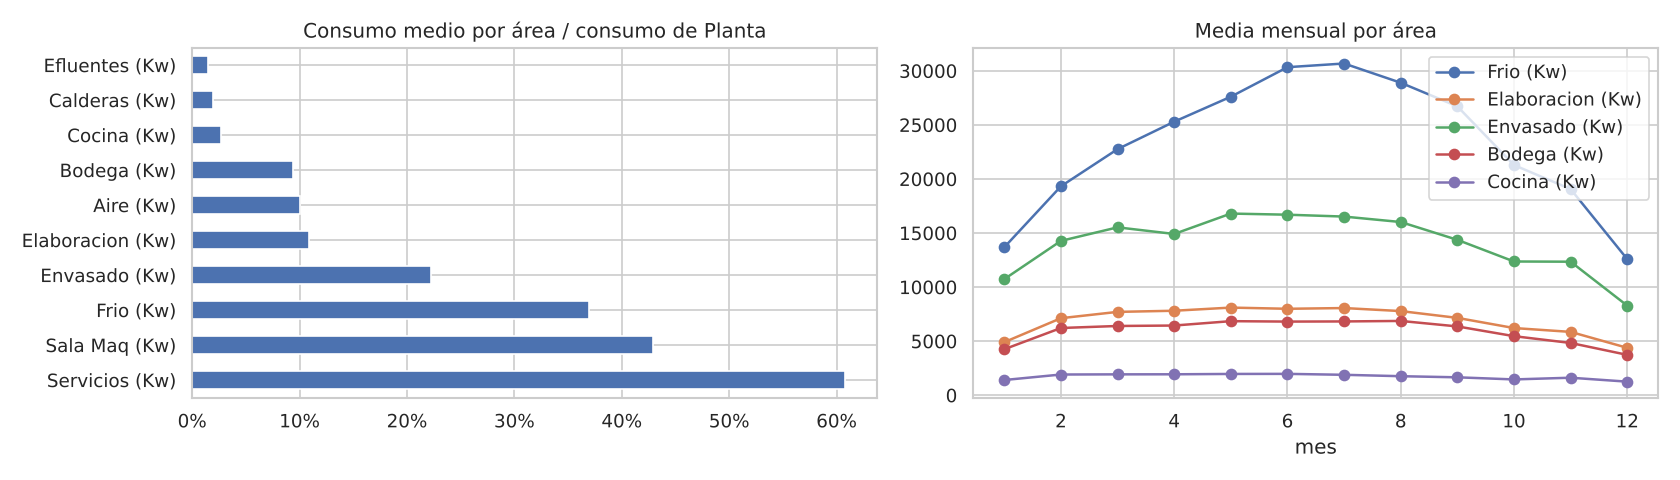 Consumo medio por área / consumo de Planta
Efluentes (Kw)
Calderas (Kw)
Cocina (Kw)
Bodega (Kw)
Aire (Kw)
Elaboracion (Kw)
Envasado (Kw)
Frio (Kw)
Sala Maq (Kw)
Servicios (Kw)
0% 10% 20% 30% 40% 50% 60%
Media mensual por área
30000
25000
20000
15000
10000
5000
0
Frio (Kw)
Elaboracion (Kw)
Envasado (Kw)
Bodega (Kw)
Cocina (Kw)
2 4 6 8 10 12
mes